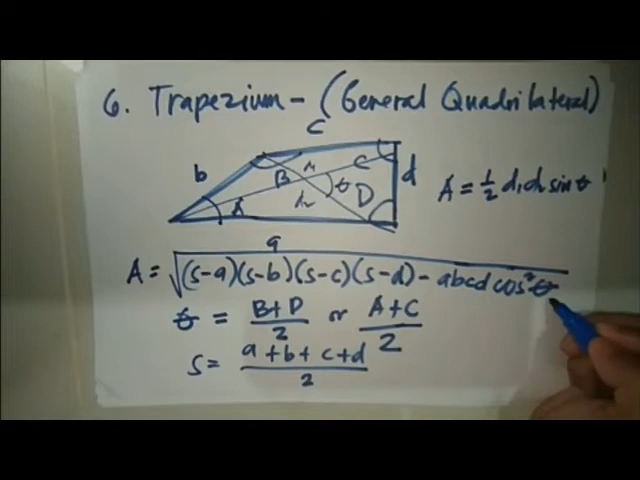 6. Trapezium - (General Quadrilateral)
c
b
B
C
d
θ
D
A
a
A = ½ d₁d₂ sin θ
A = √(s-a)(s-b)(s-c)(s-d) - abcd cos²θ
θ = B+D/2 or A+C/2
s = a+b+c+d/2